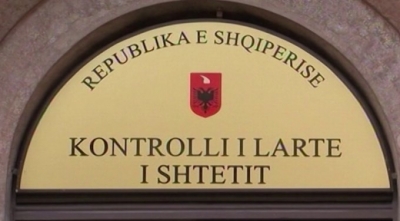 REPUBLIKA E SHQIPERISE
KONTROLLI I LARTE
I SHTETIT